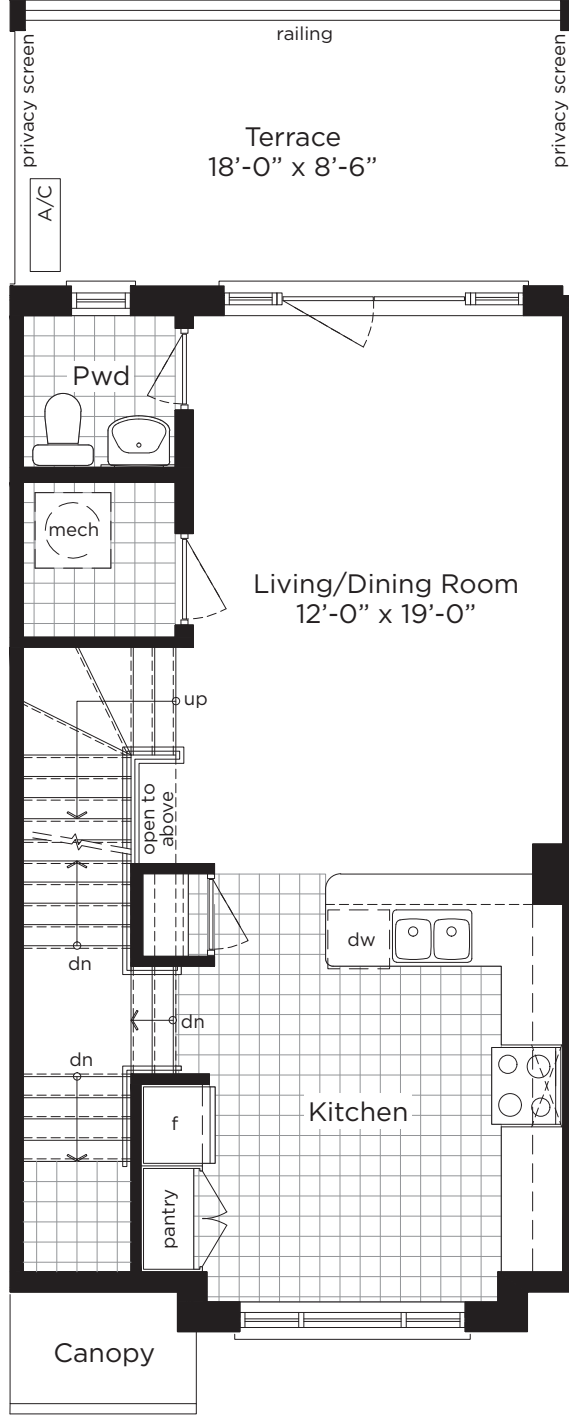 railing
privacy screen
privacy screen
Terrace
18’-0” x 8’-6”
A/C
Pwd
mech
Living/Dining Room
12’-0” x 19’-0”
up
open to
above
dw
dn
dn
dn
Kitchen
f
pantry
Canopy